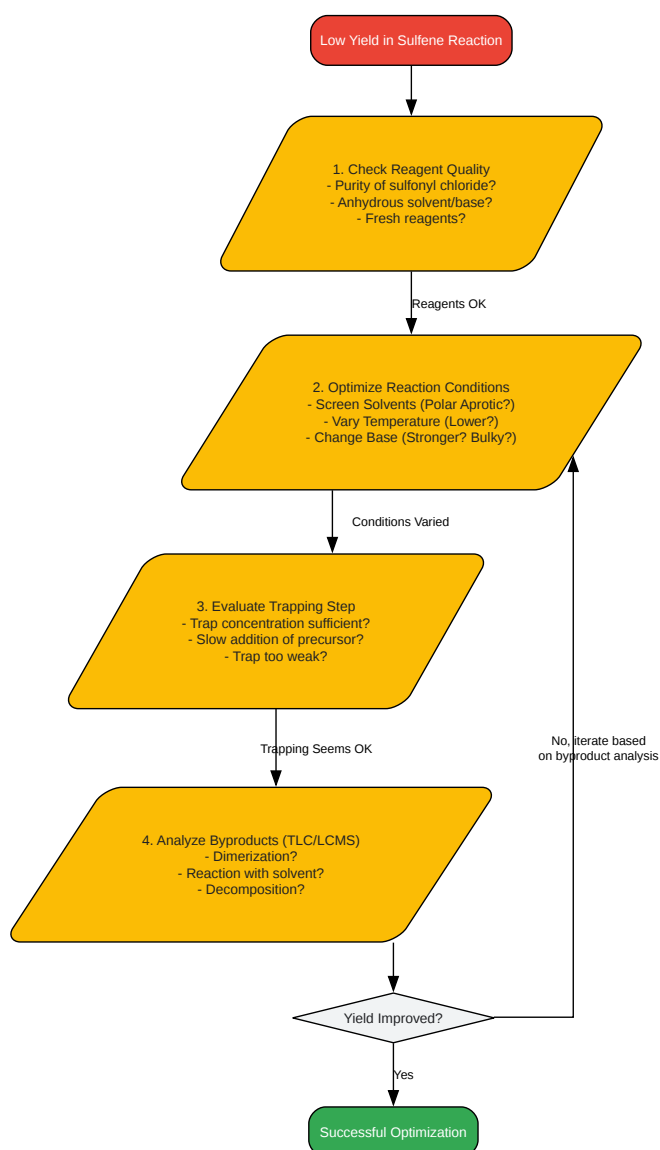 Low Yield in Sulfene Reaction
1. Check Reagent Quality
- Purity of sulfonyl chloride?
- Anhydrous solvent/base?
- Fresh reagents?
Reagents OK
2. Optimize Reaction Conditions
- Screen Solvents (Polar Aprotic?)
- Vary Temperature (Lower?)
- Change Base (Stronger? Bulky?)
Conditions Varied
3. Evaluate Trapping Step
- Trap concentration sufficient?
- Slow addition of precursor?
- Trap too weak?
Trapping Seems OK
No, iterate based
on byproduct analysis
4. Analyze Byproducts (TLC/LCMS)
- Dimerization?
- Reaction with solvent?
- Decomposition?
Yield Improved?
Yes
Successful Optimization